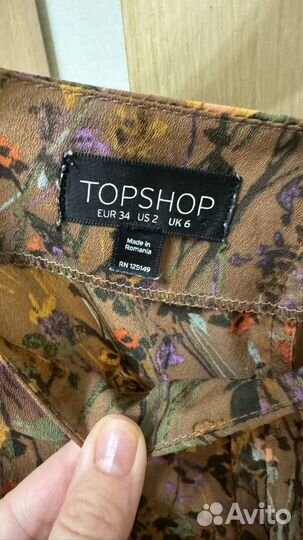 TOPSHOP
EUR 34 US 2 UK 6
Made in
Romania
RN 125149
Avito